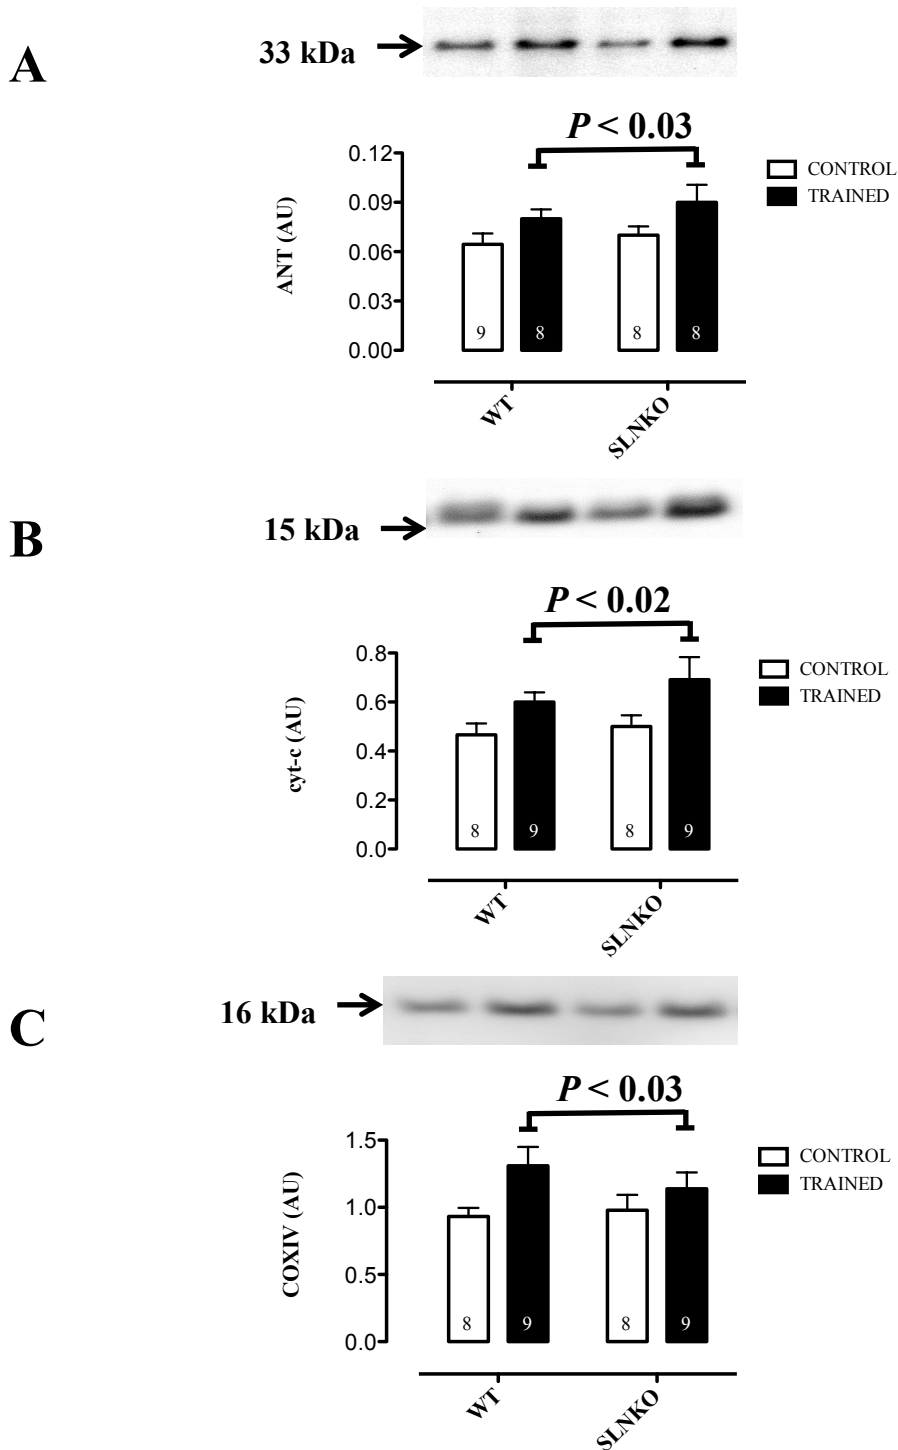 A
33 kDa
P < 0.03
0.12
0.09
0.06
0.03
0.00
ANT (AU)
9
8
8
8
CONTROL
TRAINED
WT
SLNKO
B
15 kDa
P < 0.02
0.8
0.6
0.4
0.2
0.0
cyt-c (AU)
8
9
8
9
CONTROL
TRAINED
WT
SLNKO
C
16 kDa
P < 0.03
1.5
1.0
0.5
0.0
COXIV (AU)
8
9
8
9
CONTROL
TRAINED
WT
SLNKO